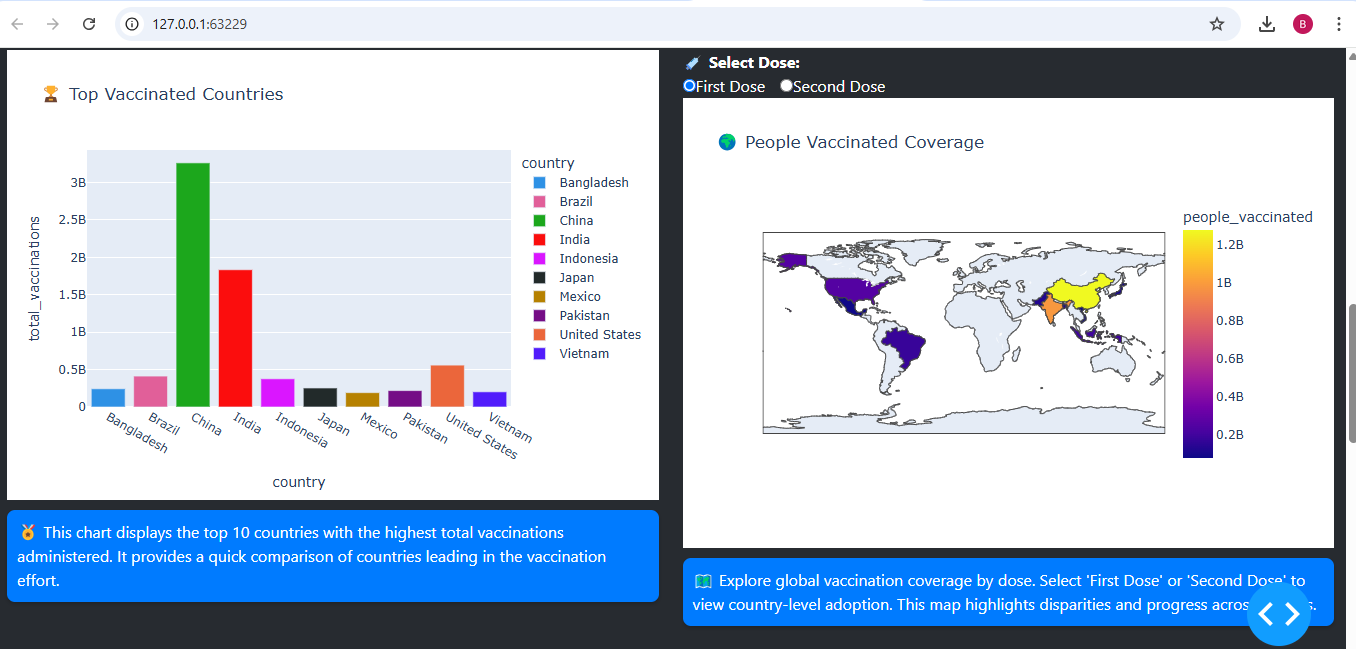 127.0.0.1:63229
B
🏆 Top Vaccinated Countries
total_vaccinations
3B
2.5B
2B
1.5B
1B
0.5B
0
Bangladesh
Brazil
China
India
Indonesia
Japan
Mexico
Pakistan
United States
Vietnam
country
country
Bangladesh
Brazil
China
India
Indonesia
Japan
Mexico
Pakistan
United States
Vietnam
🏅 This chart displays the top 10 countries with the highest total vaccinations
administered. It provides a quick comparison of countries leading in the vaccination
effort.
💉 Select Dose:
First Dose Second Dose
🌍 People Vaccinated Coverage
people_vaccinated
1.2B
1B
0.8B
0.6B
0.4B
0.2B
🗺️ Explore global vaccination coverage by dose. Select 'First Dose' or 'Second Dose' to
view country-level adoption. This map highlights disparities and progress s.